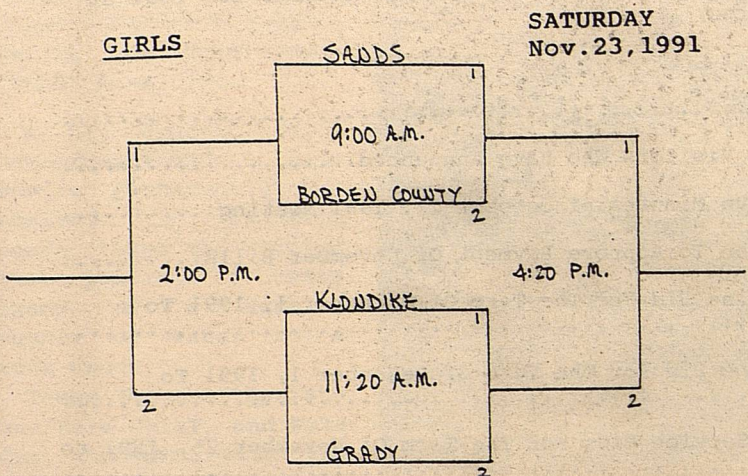 SATURDAY
GIRLS
Nov.23,1991
SANDS
1
9:00 A.M.
1
1
BORDEN COUNTY
2
2:00 P.M.
4:20 P.M.
KLONDIKE
1
11:20 A.M.
2
2
GRADY
2